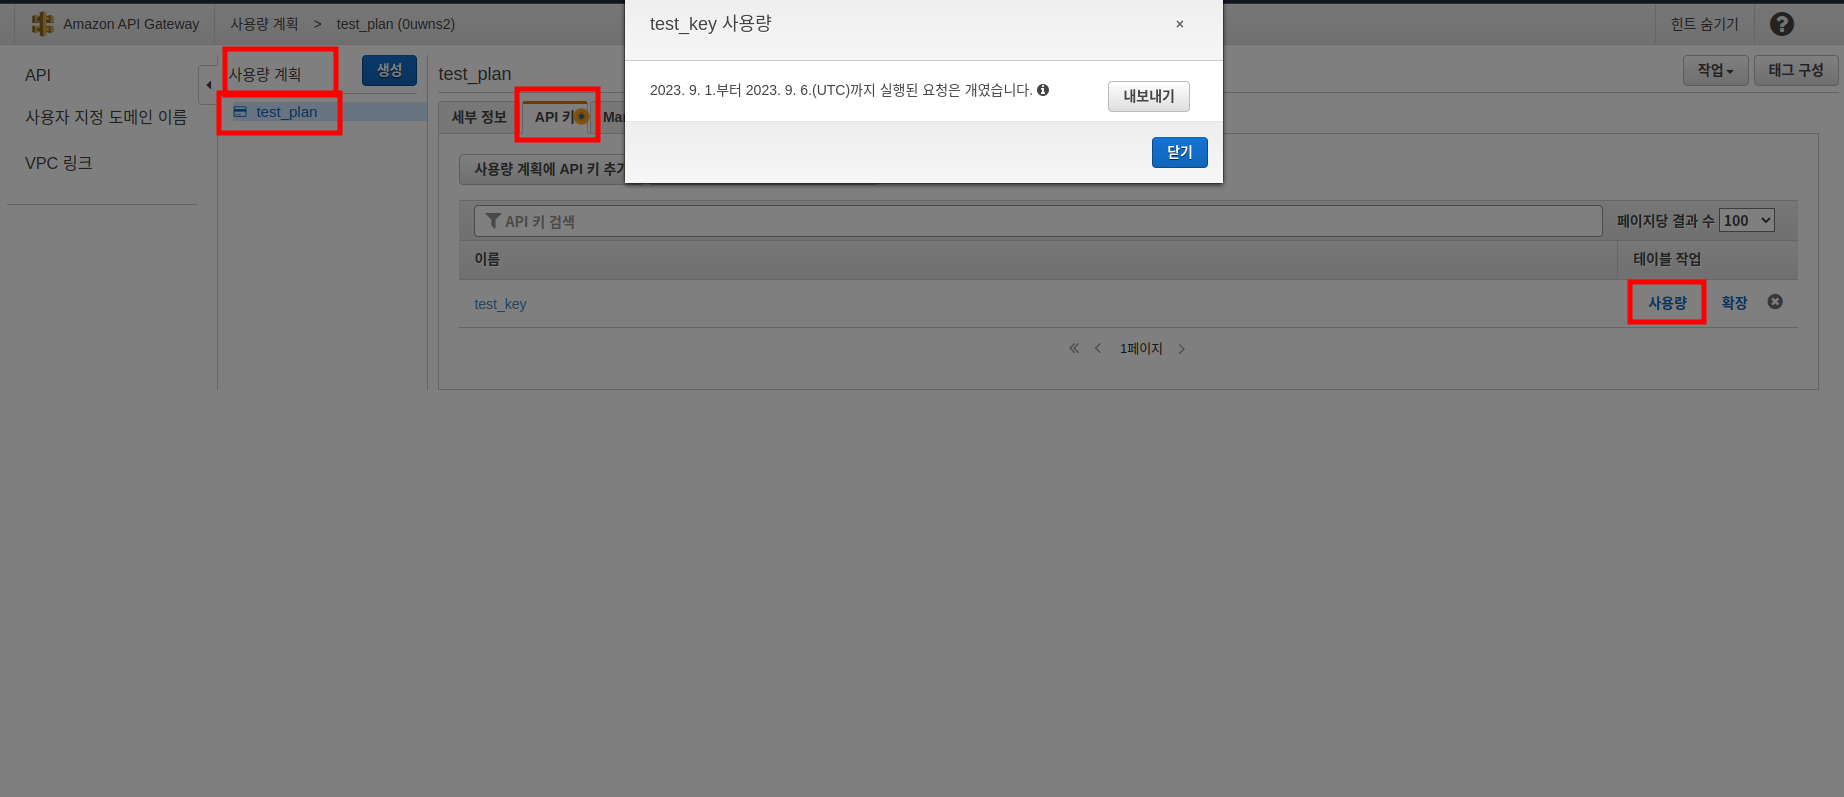 Amazon API Gateway
사용량 계획 > test_plan (0uwns2)
힌트 숨기기
?
API
사용자 지정 도메인 이름
VPC 링크
사용량 계획
생성
test_plan
test_plan
작업
태그 구성
세부 정보
API 키
사용량 계획에 API 키 추가
API 키 검색
페이지당 결과 수 100
이름
테이블 작업
test_key
사용량
확장
« < 1페이지 >
test_key 사용량
×
2023. 9. 1.부터 2023. 9. 6.(UTC)까지 실행된 요청은 개였습니다.
내보내기
닫기